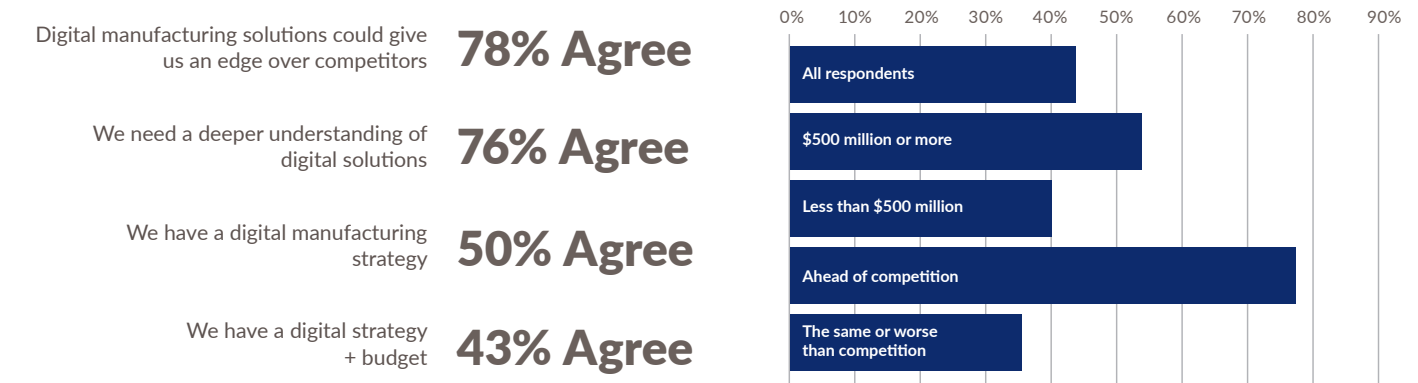 Digital manufacturing solutions could give
us an edge over competitors
78% Agree
We need a deeper understanding of
digital solutions
76% Agree
We have a digital manufacturing
strategy
50% Agree
We have a digital strategy
+ budget
43% Agree
0% 10% 20% 30% 40% 50% 60% 70% 80% 90%
All respondents
$500 million or more
Less than $500 million
Ahead of competition
The same or worse
than competition